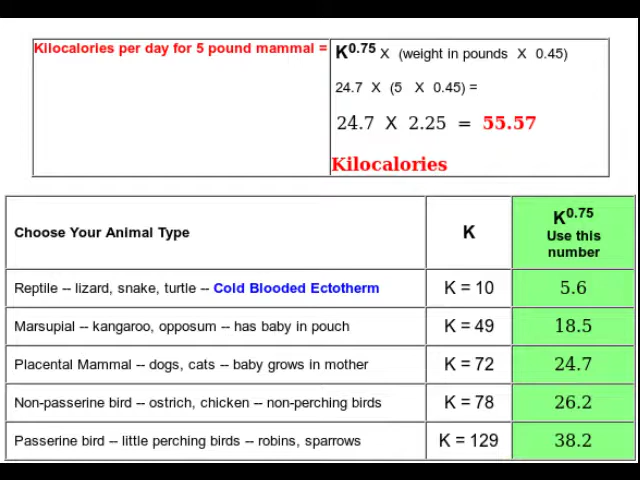 Kilocalories per day for 5 pound mammal =
K^0.75 X (weight in pounds X 0.45)
24.7 X (5 X 0.45) =
24.7 X 2.25 = 55.57
Kilocalories
Choose Your Animal Type K K^0.75 Use this number
Reptile -- lizard, snake, turtle -- Cold Blooded Ectotherm K = 10 5.6
Marsupial -- kangaroo, opposum -- has baby in pouch K = 49 18.5
Placental Mammal -- dogs, cats -- baby grows in mother K = 72 24.7
Non-passerine bird -- ostrich, chicken -- non-perching birds K = 78 26.2
Passerine bird -- little perching birds -- robins, sparrows K = 129 38.2